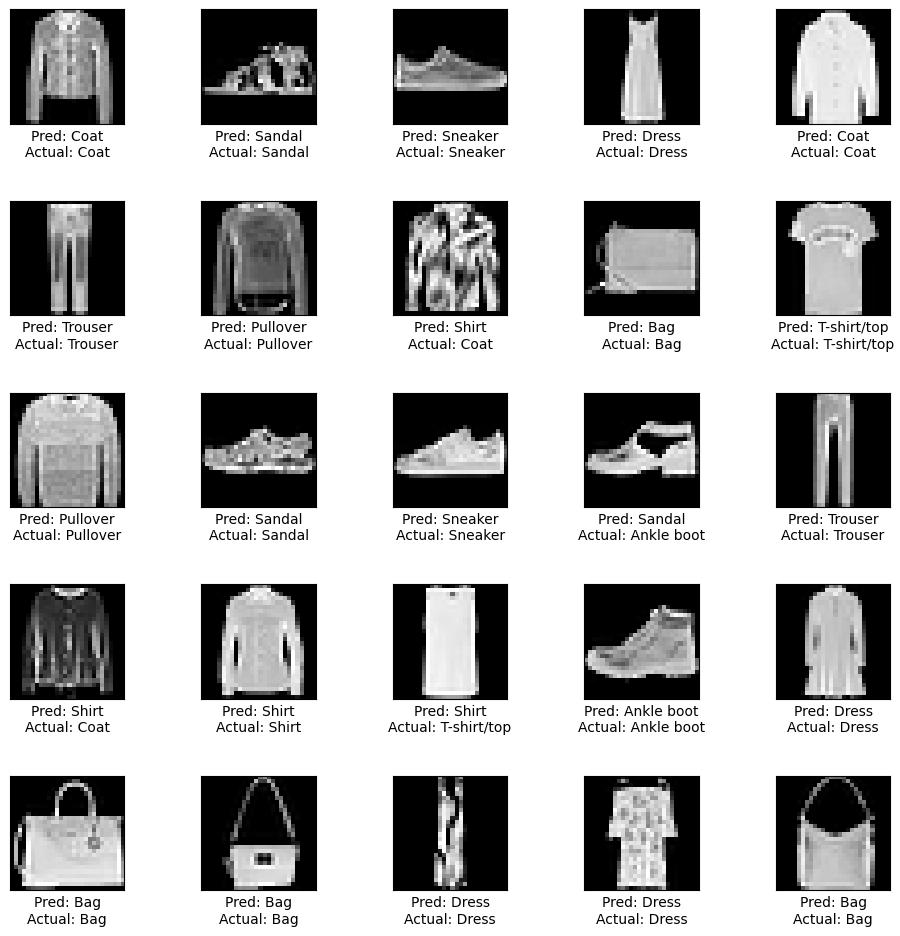 Pred: Coat
Actual: Coat
Pred: Sandal
Actual: Sandal
Pred: Sneaker
Actual: Sneaker
Pred: Dress
Actual: Dress
Pred: Coat
Actual: Coat
Pred: Trouser
Actual: Trouser
Pred: Pullover
Actual: Pullover
Pred: Shirt
Actual: Coat
Pred: Bag
Actual: Bag
Pred: T-shirt/top
Actual: T-shirt/top
Pred: Pullover
Actual: Pullover
Pred: Sandal
Actual: Sandal
Pred: Sneaker
Actual: Sneaker
Pred: Sandal
Actual: Ankle boot
Pred: Trouser
Actual: Trouser
Pred: Shirt
Actual: Coat
Pred: Shirt
Actual: Shirt
Pred: Shirt
Actual: T-shirt/top
Pred: Ankle boot
Actual: Ankle boot
Pred: Dress
Actual: Dress
Pred: Bag
Actual: Bag
Pred: Bag
Actual: Bag
Pred: Dress
Actual: Dress
Pred: Dress
Actual: Dress
Pred: Bag
Actual: Bag